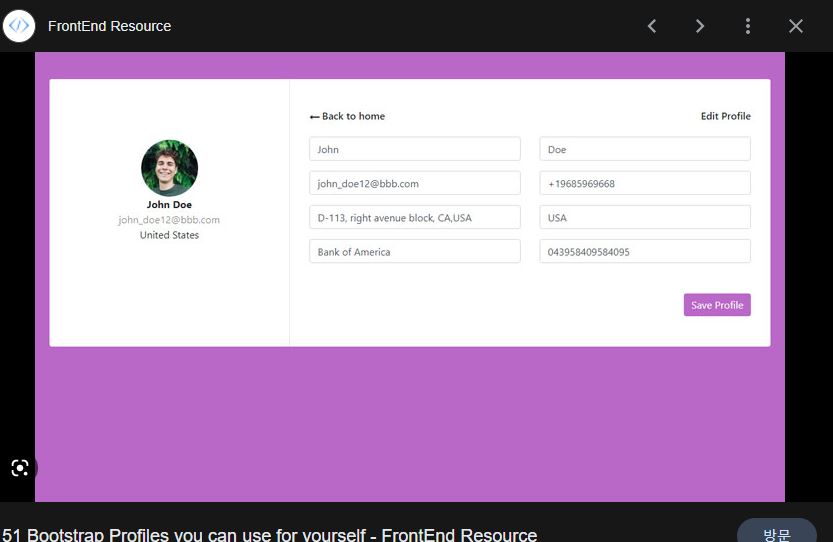 FrontEnd Resource
← Back to home
Edit Profile
John
Doe
john_doe12@bbb.com
+19685969668
D-113, right avenue block, CA,USA
USA
Bank of America
043958409584095
John Doe
john_doe12@bbb.com
United States
Save Profile
51 Bootstrap Profiles you can use for yourself - FrontEnd Resource
방문